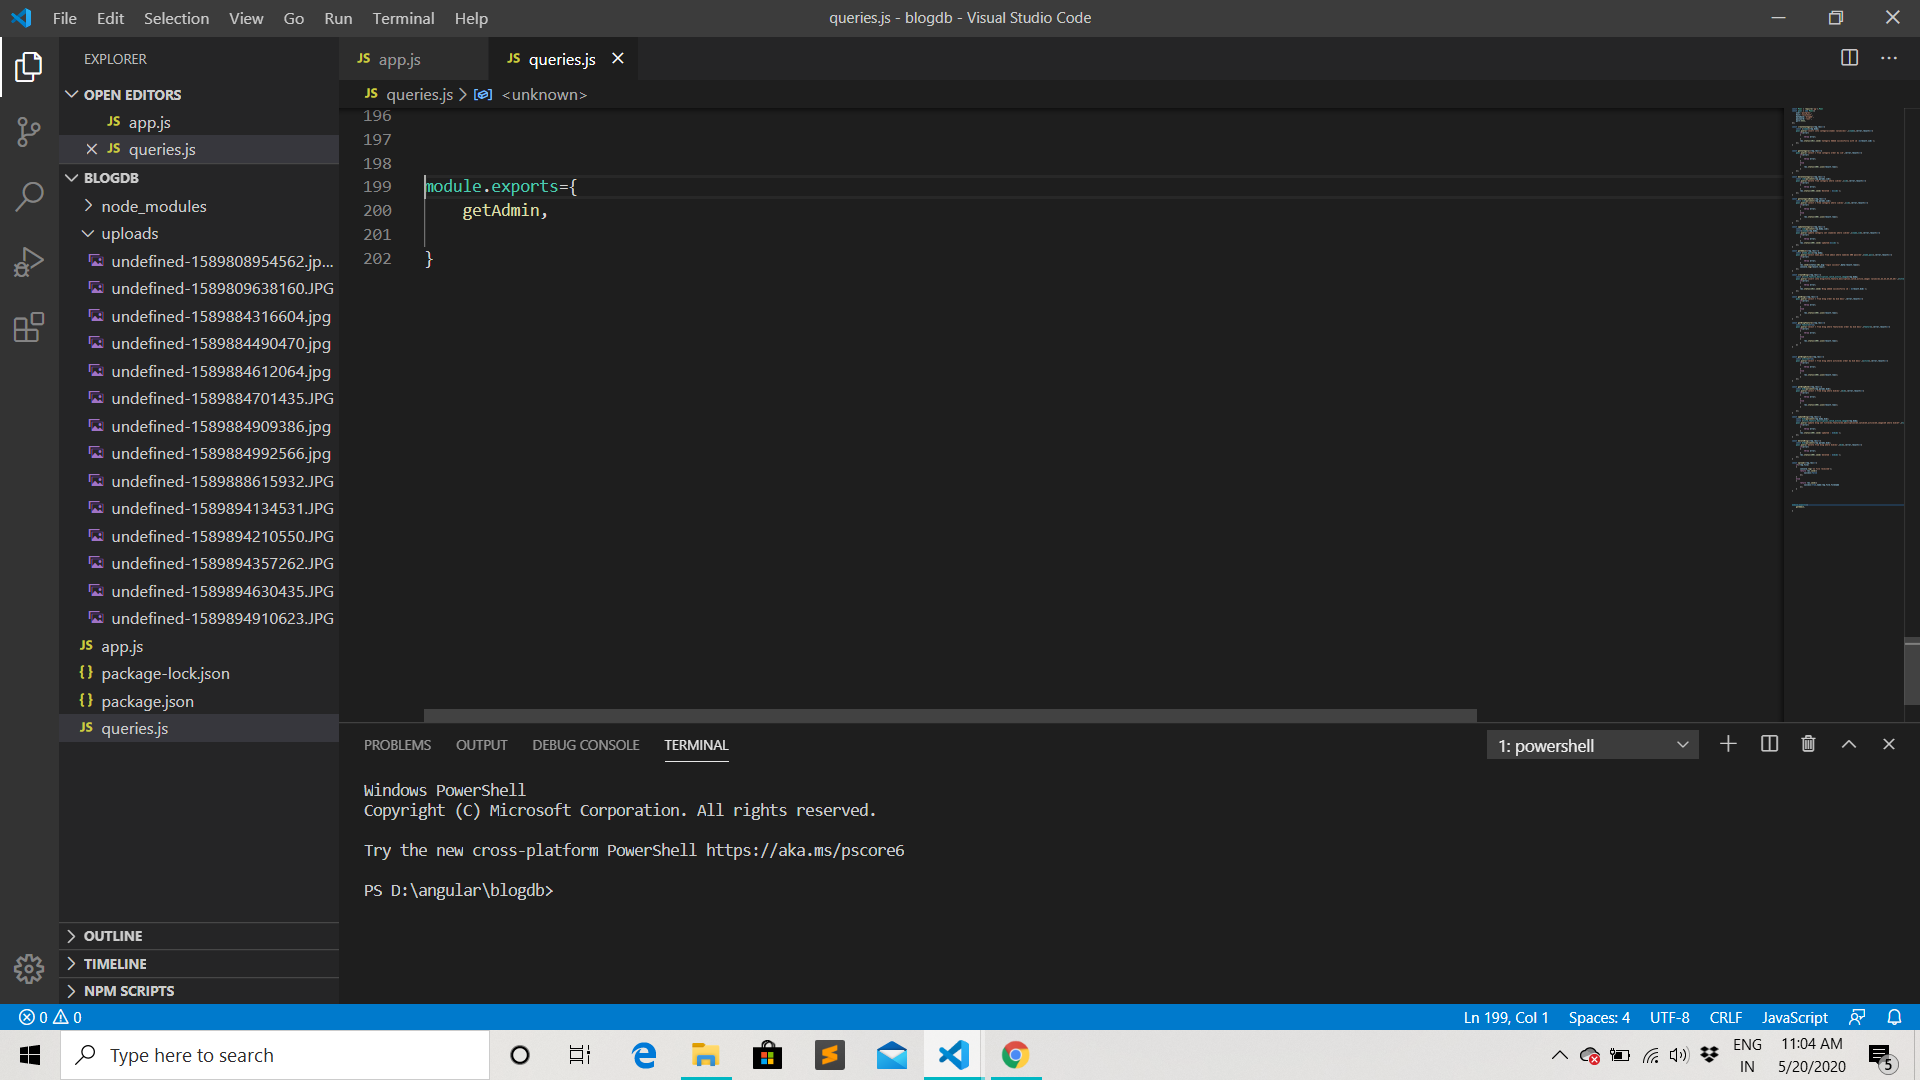 File Edit Selection View Go Run Terminal Help
queries.js - blogdb - Visual Studio Code
EXPLORER
OPEN EDITORS
JS app.js
JS queries.js
BLOGDB
node_modules
uploads
undefined-1589808954562.jp...
undefined-1589809638160.JPG
undefined-1589884316604.jpg
undefined-1589884490470.jpg
undefined-1589884612064.jpg
undefined-1589884701435.JPG
undefined-1589884909386.jpg
undefined-1589884992566.jpg
undefined-1589888615932.JPG
undefined-1589894134531.JPG
undefined-1589894210550.JPG
undefined-1589894357262.JPG
undefined-1589894630435.JPG
undefined-1589894910623.JPG
JS app.js
{} package-lock.json
{} package.json
JS queries.js
OUTLINE
TIMELINE
NPM SCRIPTS
JS app.js
JS queries.js
JS queries.js > <unknown>
196
197
198
199 module.exports={
200 getAdmin,
201
202 }
PROBLEMS OUTPUT DEBUG CONSOLE TERMINAL
1: powershell
Windows PowerShell
Copyright (C) Microsoft Corporation. All rights reserved.
Try the new cross-platform PowerShell https://aka.ms/pscore6
PS D:\angular\blogdb>
0 0
Ln 199, Col 1 Spaces: 4 UTF-8 CRLF JavaScript
Type here to search
ENG
IN
11:04 AM
5/20/2020
5